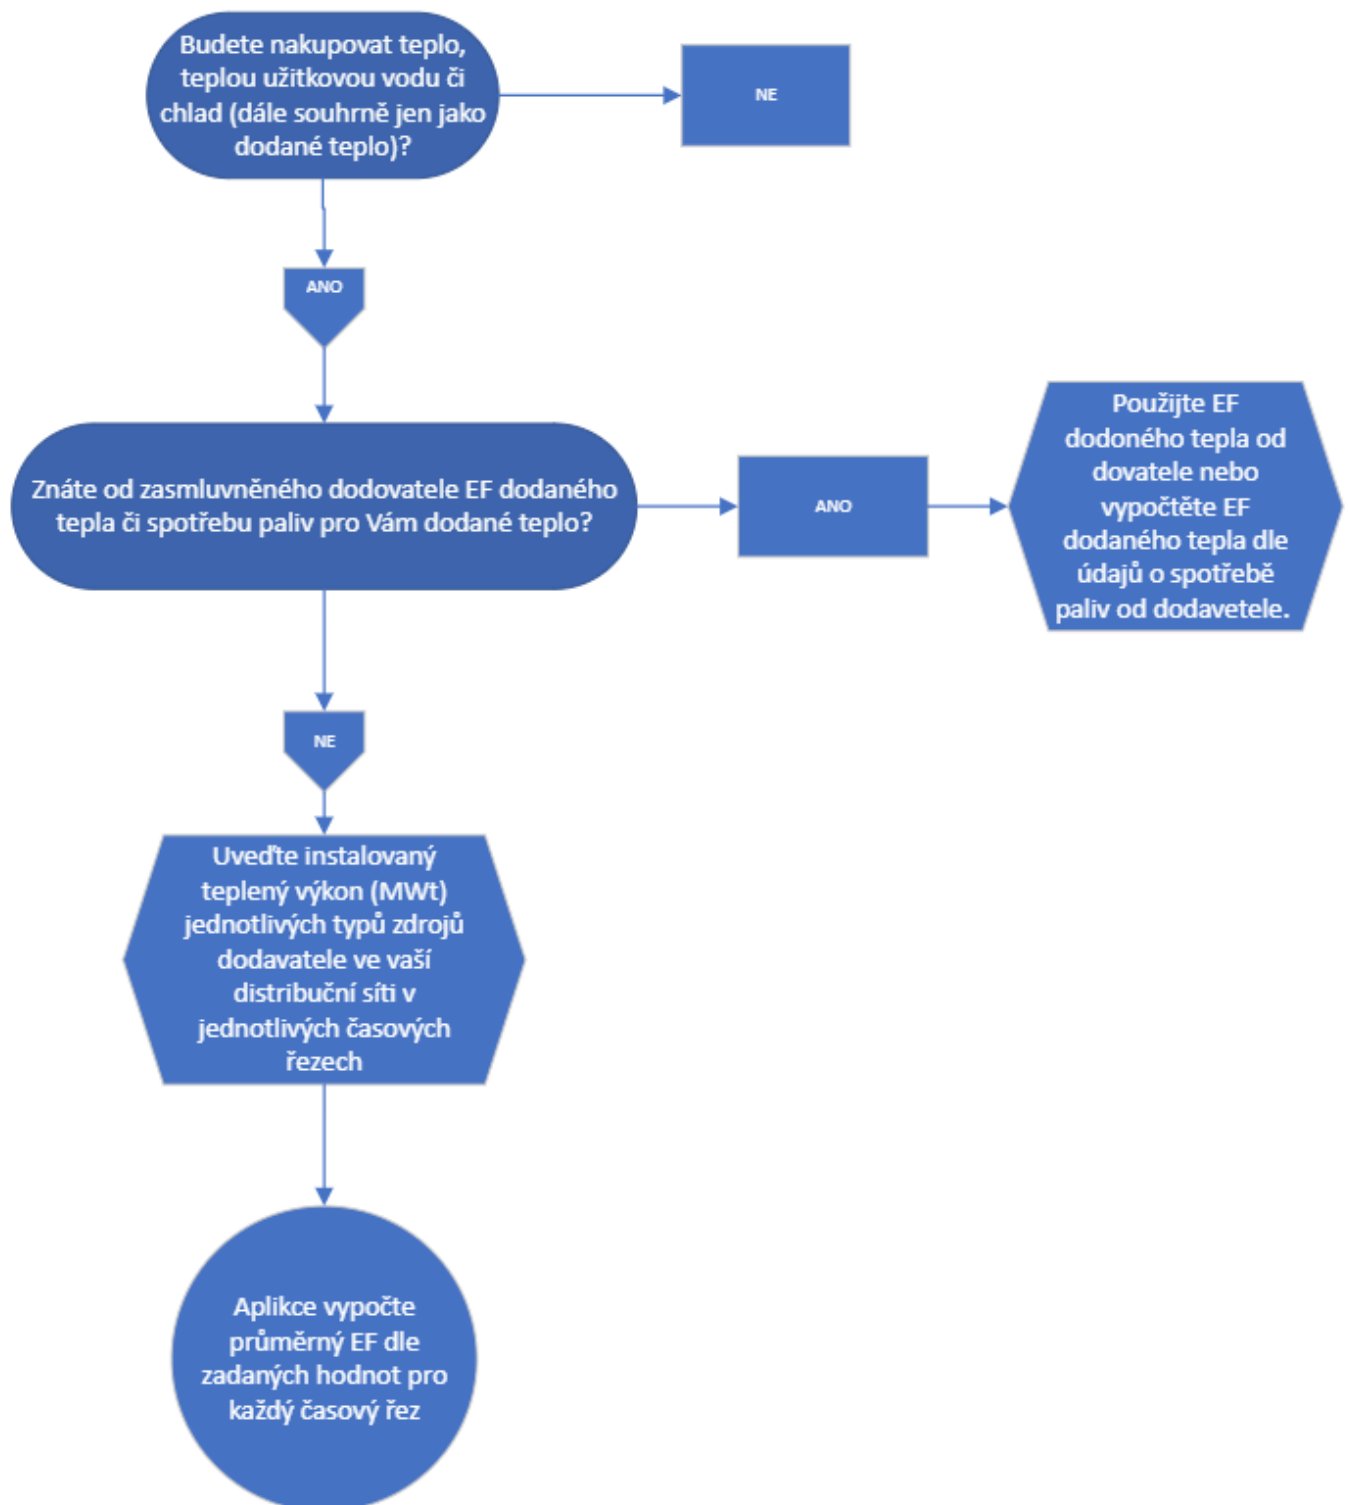 Budete nakupovat teplo,
teplou užitkovou vodu či
chlad (dále souhrně jen jako
dodané teplo)?
NE
ANO
Znáte od zasmluvněného dodovatele EF dodaného
tepla či spotřebu paliv pro Vám dodané teplo?
ANO
Použijte EF
dodoného tepla od
dovatele nebo
vypočtěte EF
dodaného tepla dle
údajů o spotřebě
paliv od dodavetele.
NE
Uveďte instalovaný
teplený výkon (MWt)
jednotlivých typů zdrojů
dodavatele ve vaší
distribuční síti v
jednotlivých časových
řezech
Aplikce vypočte
průměrný EF dle
zadaných hodnot pro
každý časový řez